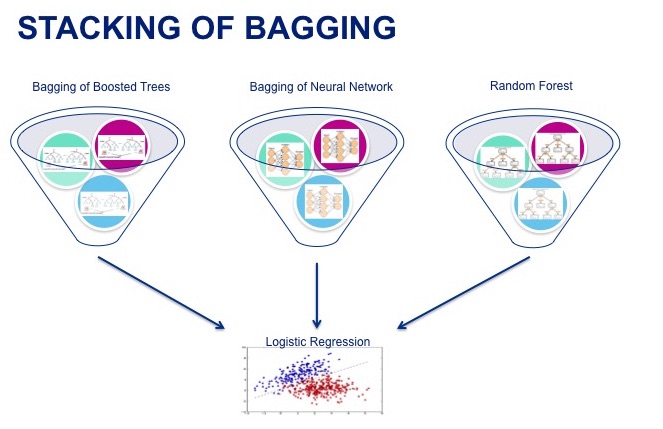 STACKING OF BAGGING
Bagging of Boosted Trees
Bagging of Neural Network
Random Forest
Logistic Regression